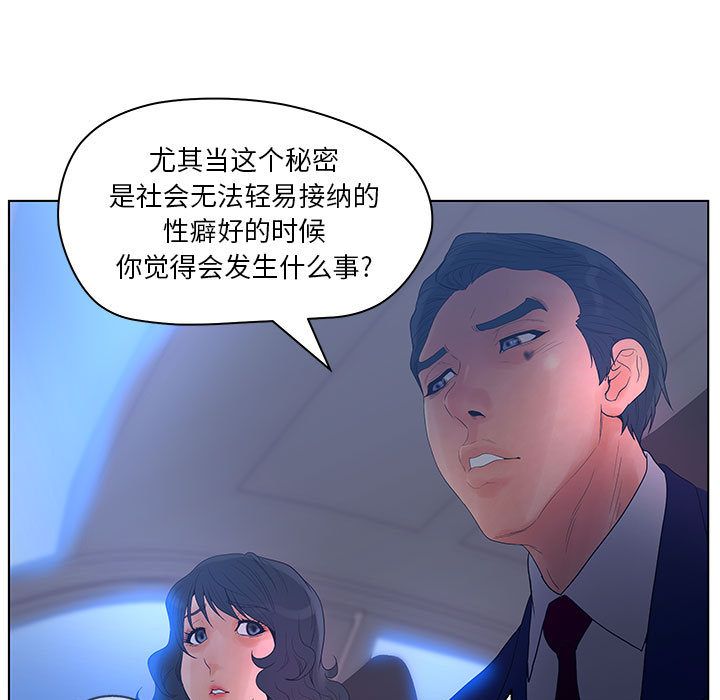 尤其当这个秘密
是社会无法轻易接纳的
性癖好的时候
你觉得会发生什么事?